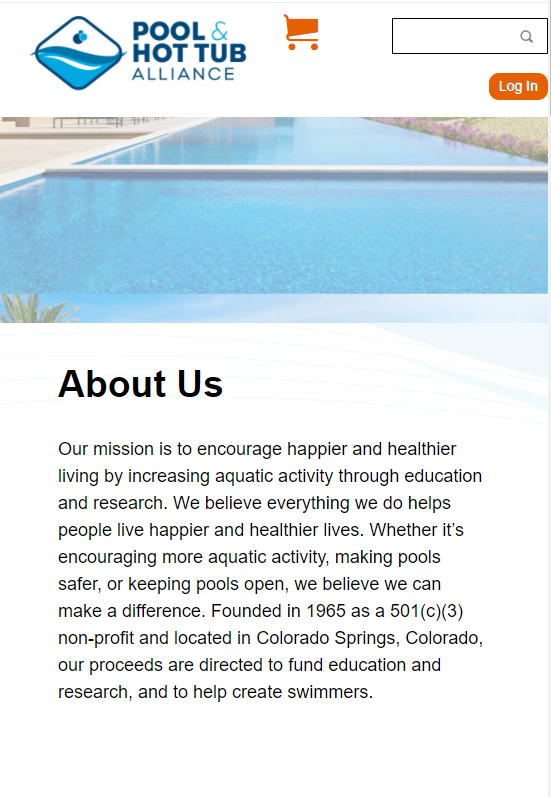 POOL &
HOT TUB
ALLIANCE
Log In
About Us
Our mission is to encourage happier and healthier
living by increasing aquatic activity through education
and research. We believe everything we do helps
people live happier and healthier lives. Whether it’s
encouraging more aquatic activity, making pools
safer, or keeping pools open, we believe we can
make a difference. Founded in 1965 as a 501(c)(3)
non-profit and located in Colorado Springs, Colorado,
our proceeds are directed to fund education and
research, and to help create swimmers.